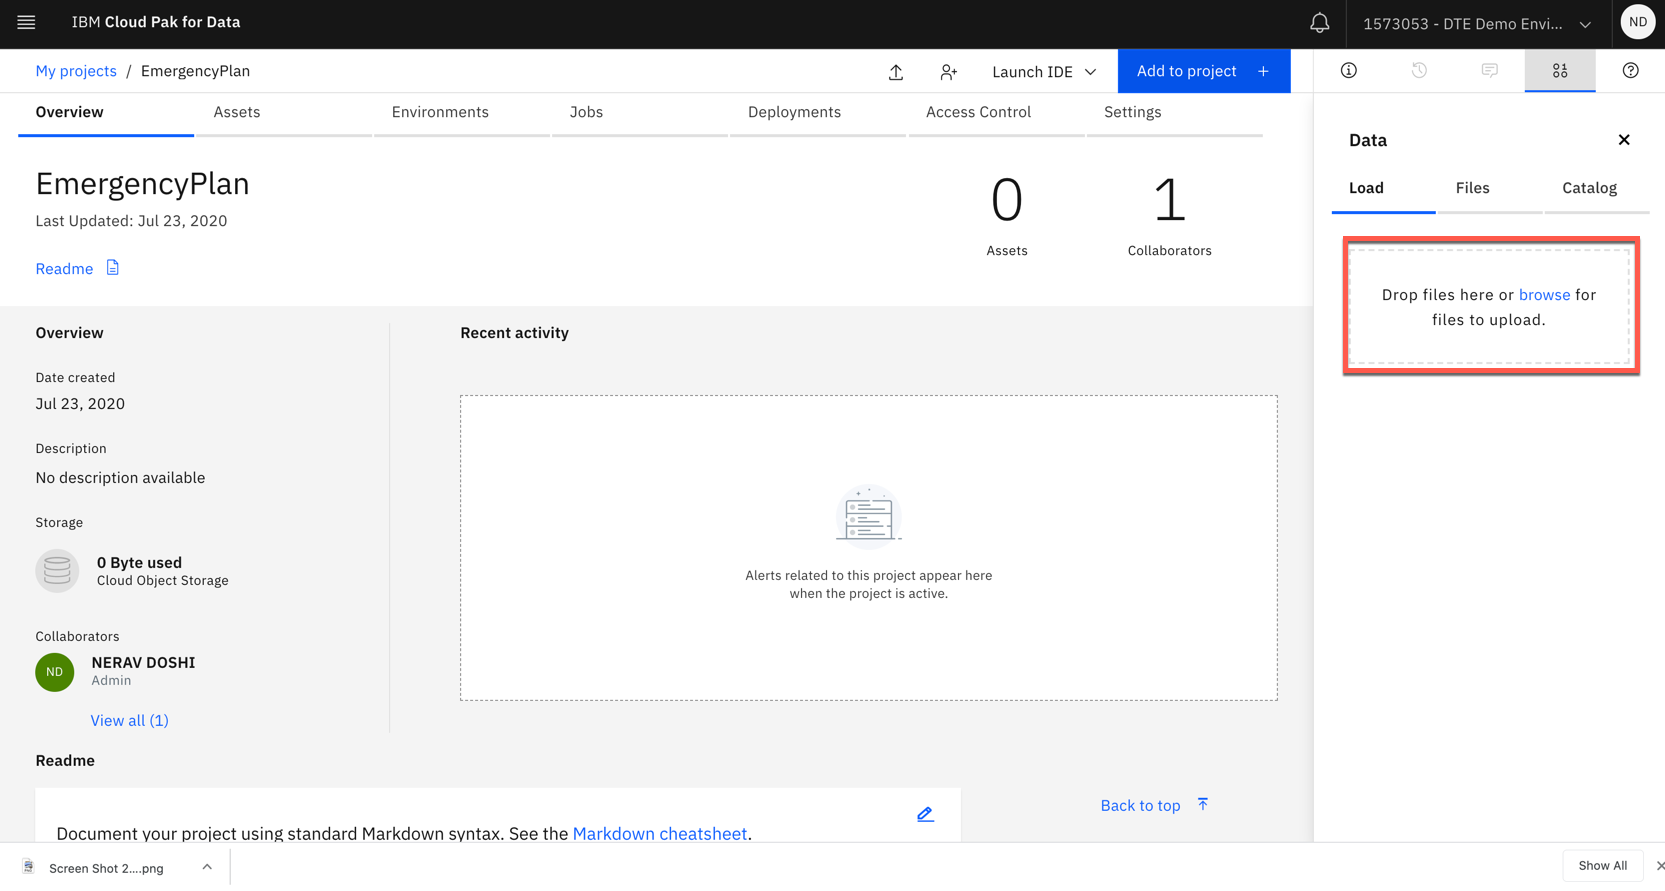 IBM Cloud Pak for Data
1573053 - DTE Demo Envi...
ND
My projects / EmergencyPlan
Launch IDE
Add to project +
Overview
Assets
Environments
Jobs
Deployments
Access Control
Settings
EmergencyPlan
Last Updated: Jul 23, 2020
Readme
0
Assets
1
Collaborators
Overview
Date created
Jul 23, 2020
Description
No description available
Storage
0 Byte used
Cloud Object Storage
Collaborators
ND
NERAV DOSHI
Admin
View all (1)
Recent activity
Alerts related to this project appear here
when the project is active.
Readme
Document your project using standard Markdown syntax. See the Markdown cheatsheet.
Back to top
Data
Load
Files
Catalog
Drop files here or browse for
files to upload.
Screen Shot 2....png
Show All